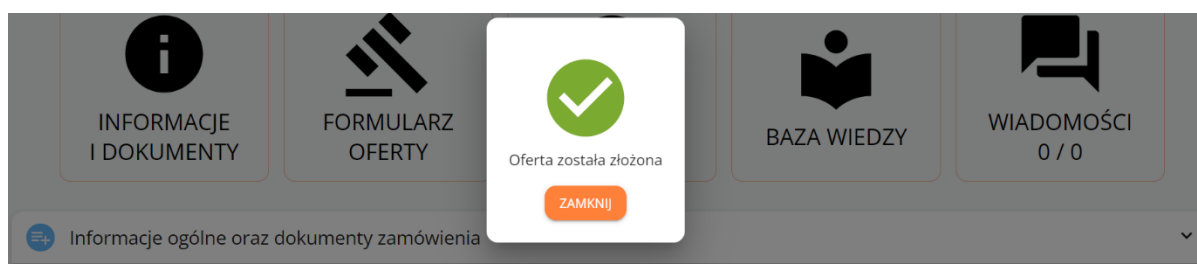 INFORMACJE
I DOKUMENTY
FORMULARZ
OFERTY
Oferta została złożona
ZAMKNIJ
BAZA WIEDZY
WIADOMOŚCI
0 / 0
Informacje ogólne oraz dokumenty zamówienia